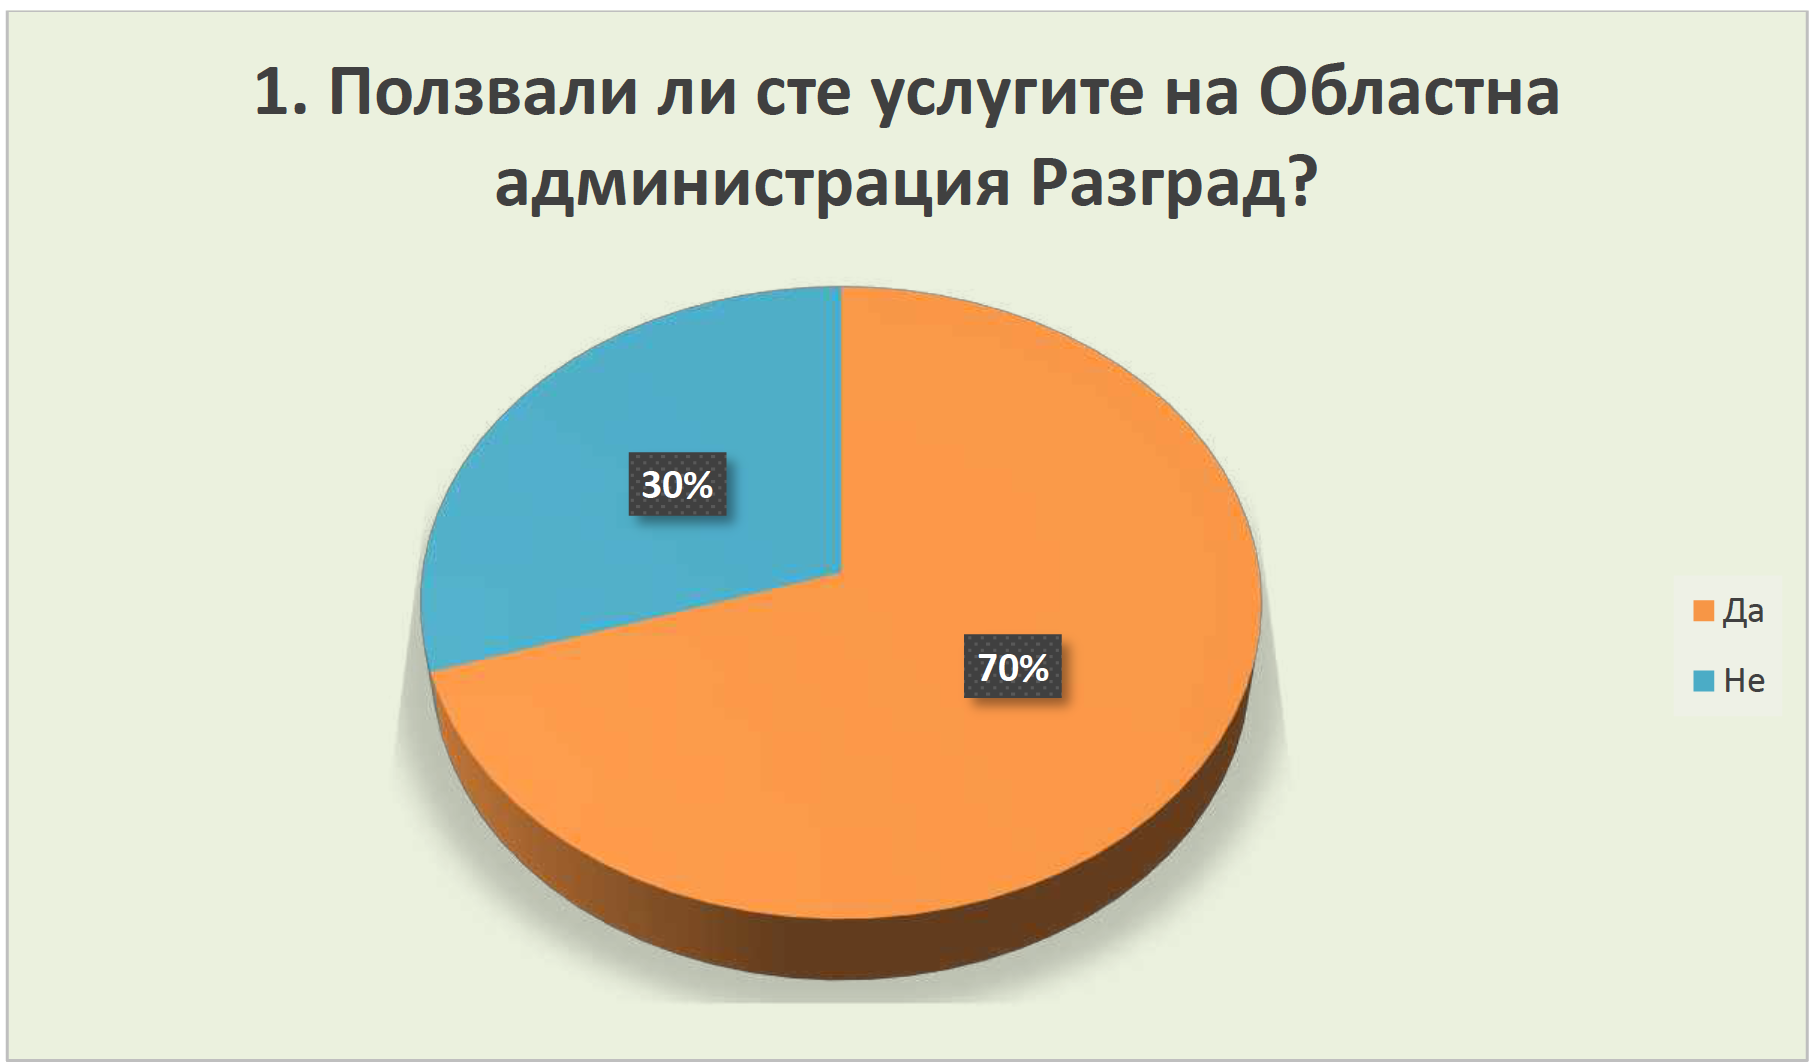 1. Ползвали ли сте услугите на Областна
администрация Разград?
30%
70%
Да
Не